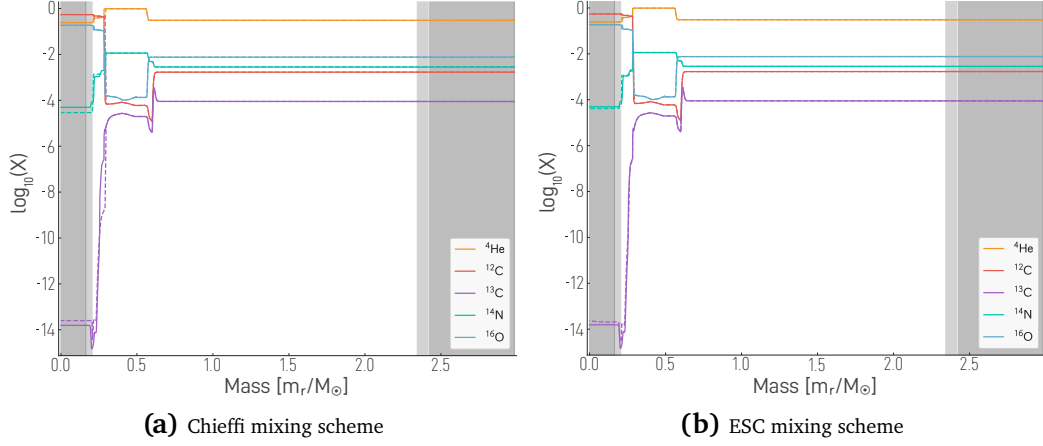 0
-2
-4
-6
-8
-10
-12
-14
log₁₀(X)
⁴He
¹²C
¹³C
¹⁴N
¹⁶O
0.0 0.5 1.0 1.5 2.0 2.5
Mass [mᵣ/M☉]
(a) Chieffi mixing scheme
0
-2
-4
-6
-8
-10
-12
-14
log₁₀(X)
⁴He
¹²C
¹³C
¹⁴N
¹⁶O
0.0 0.5 1.0 1.5 2.0 2.5
Mass [mᵣ/M☉]
(b) ESC mixing scheme